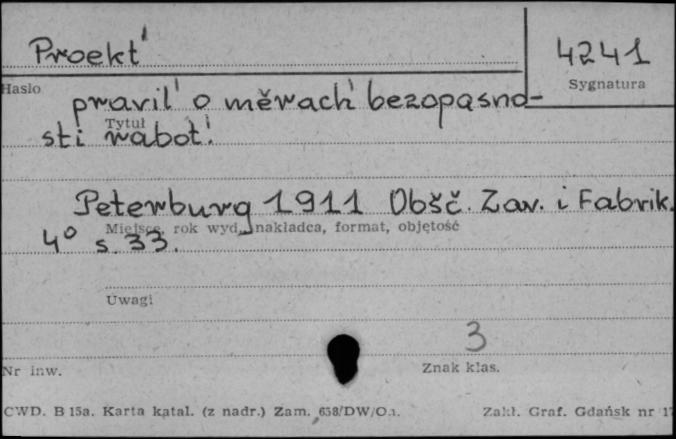 Proekt'
4241
Hasło
Sygnatura
pravil' o měrach' bezopasno-
Tytuł
sti rabot'.
Peterburg 1911 Obšč. Zav. i Fabrik.
Miejsce, rok wyd., nakładca, format, objętość
4° s. 33.
Uwagi
3
Nr inw.
Znak klas.
CWD. B 15a. Karta katal. (z nadr.) Zam. 658/DW/O.
Zakł. Graf. Gdańsk nr 1